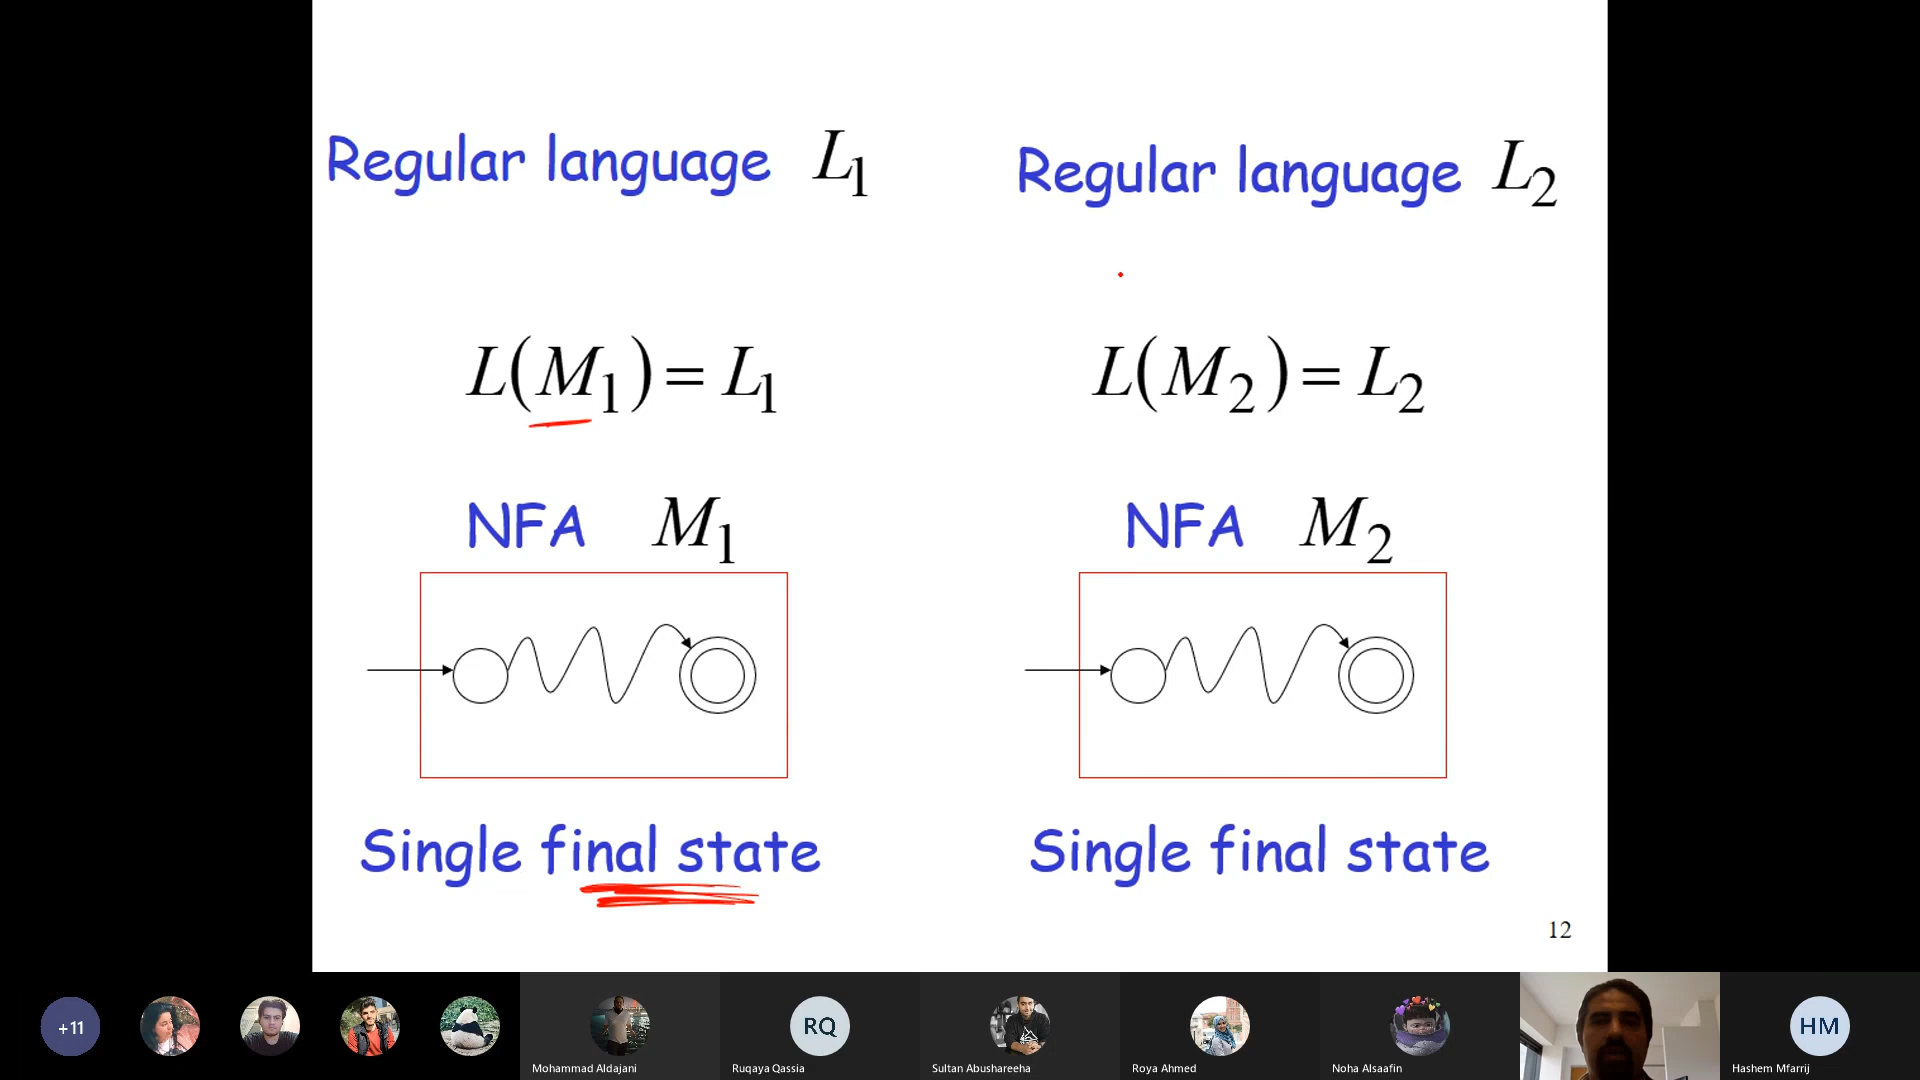 Regular language L1
Regular language L2
L(M1) = L1
L(M2) = L2
NFA M1
NFA M2
Single final state
Single final state
12
+11
RQ
HM
Mohammad Aldajani
Ruqaya Qassia
Sultan Abushareeha
Roya Ahmed
Noha Alsaafin
Hashem Mfarrij